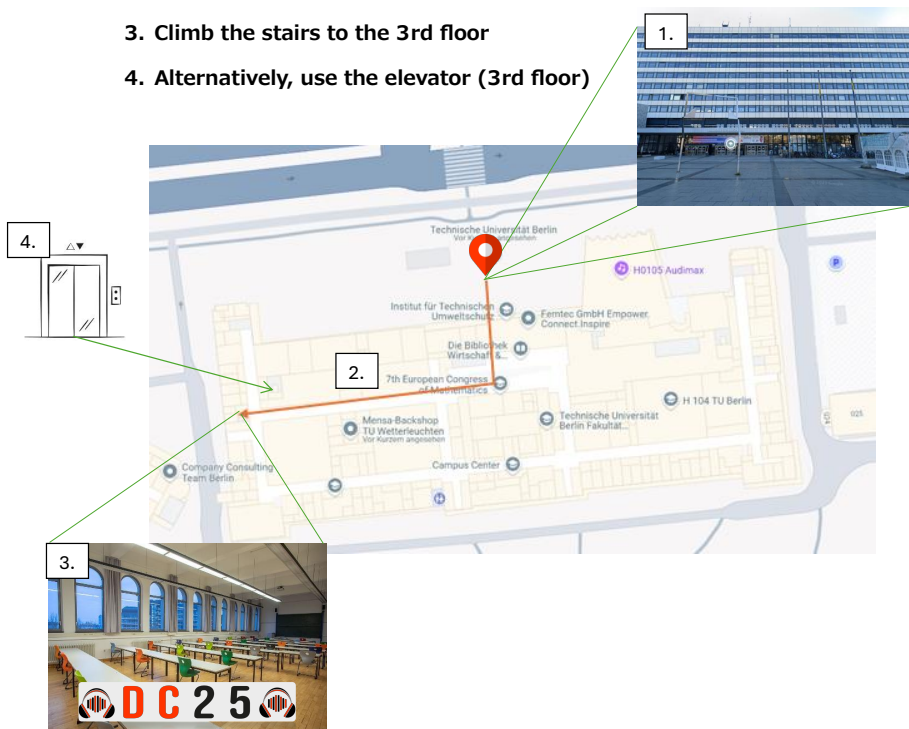 3. Climb the stairs to the 3rd floor
4. Alternatively, use the elevator (3rd floor)
1.
Technische Universität Berlin
Vor Kurzem angesehen
4.
H0105 Audimax
P
Institut für Technischen
Umweltschutz
Femtec GmbH Empower.
Connect.Inspire
Die Bibliothek
Wirtschaft &...
2.
7th European Congress
of Mathematics
H 104 TU Berlin
Mensa-Backshop
TU Wetterleuchten
Vor Kurzem angesehen
Technische Universität
Berlin Fakultät...
Company Consulting
Team Berlin
Campus Center
3.
DC25